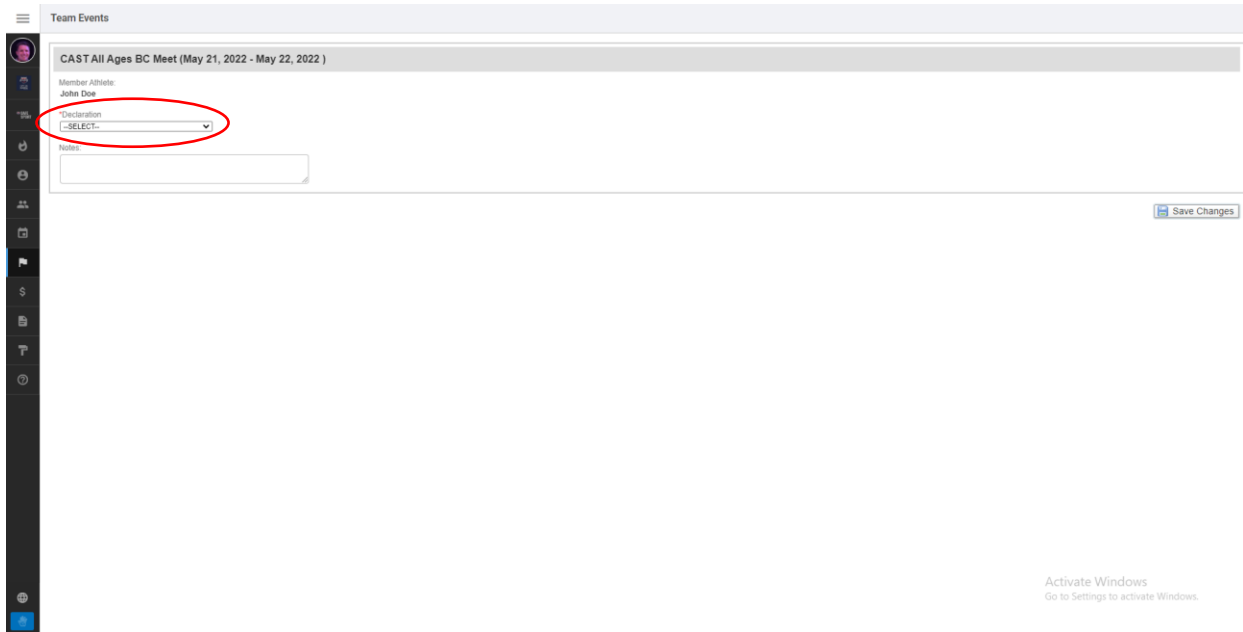 Team Events
CAST All Ages BC Meet (May 21, 2022 - May 22, 2022 )
Member Athlete:
John Doe
*Declaration
--SELECT--
Notes:
Save Changes
$
Activate Windows
Go to Settings to activate Windows.